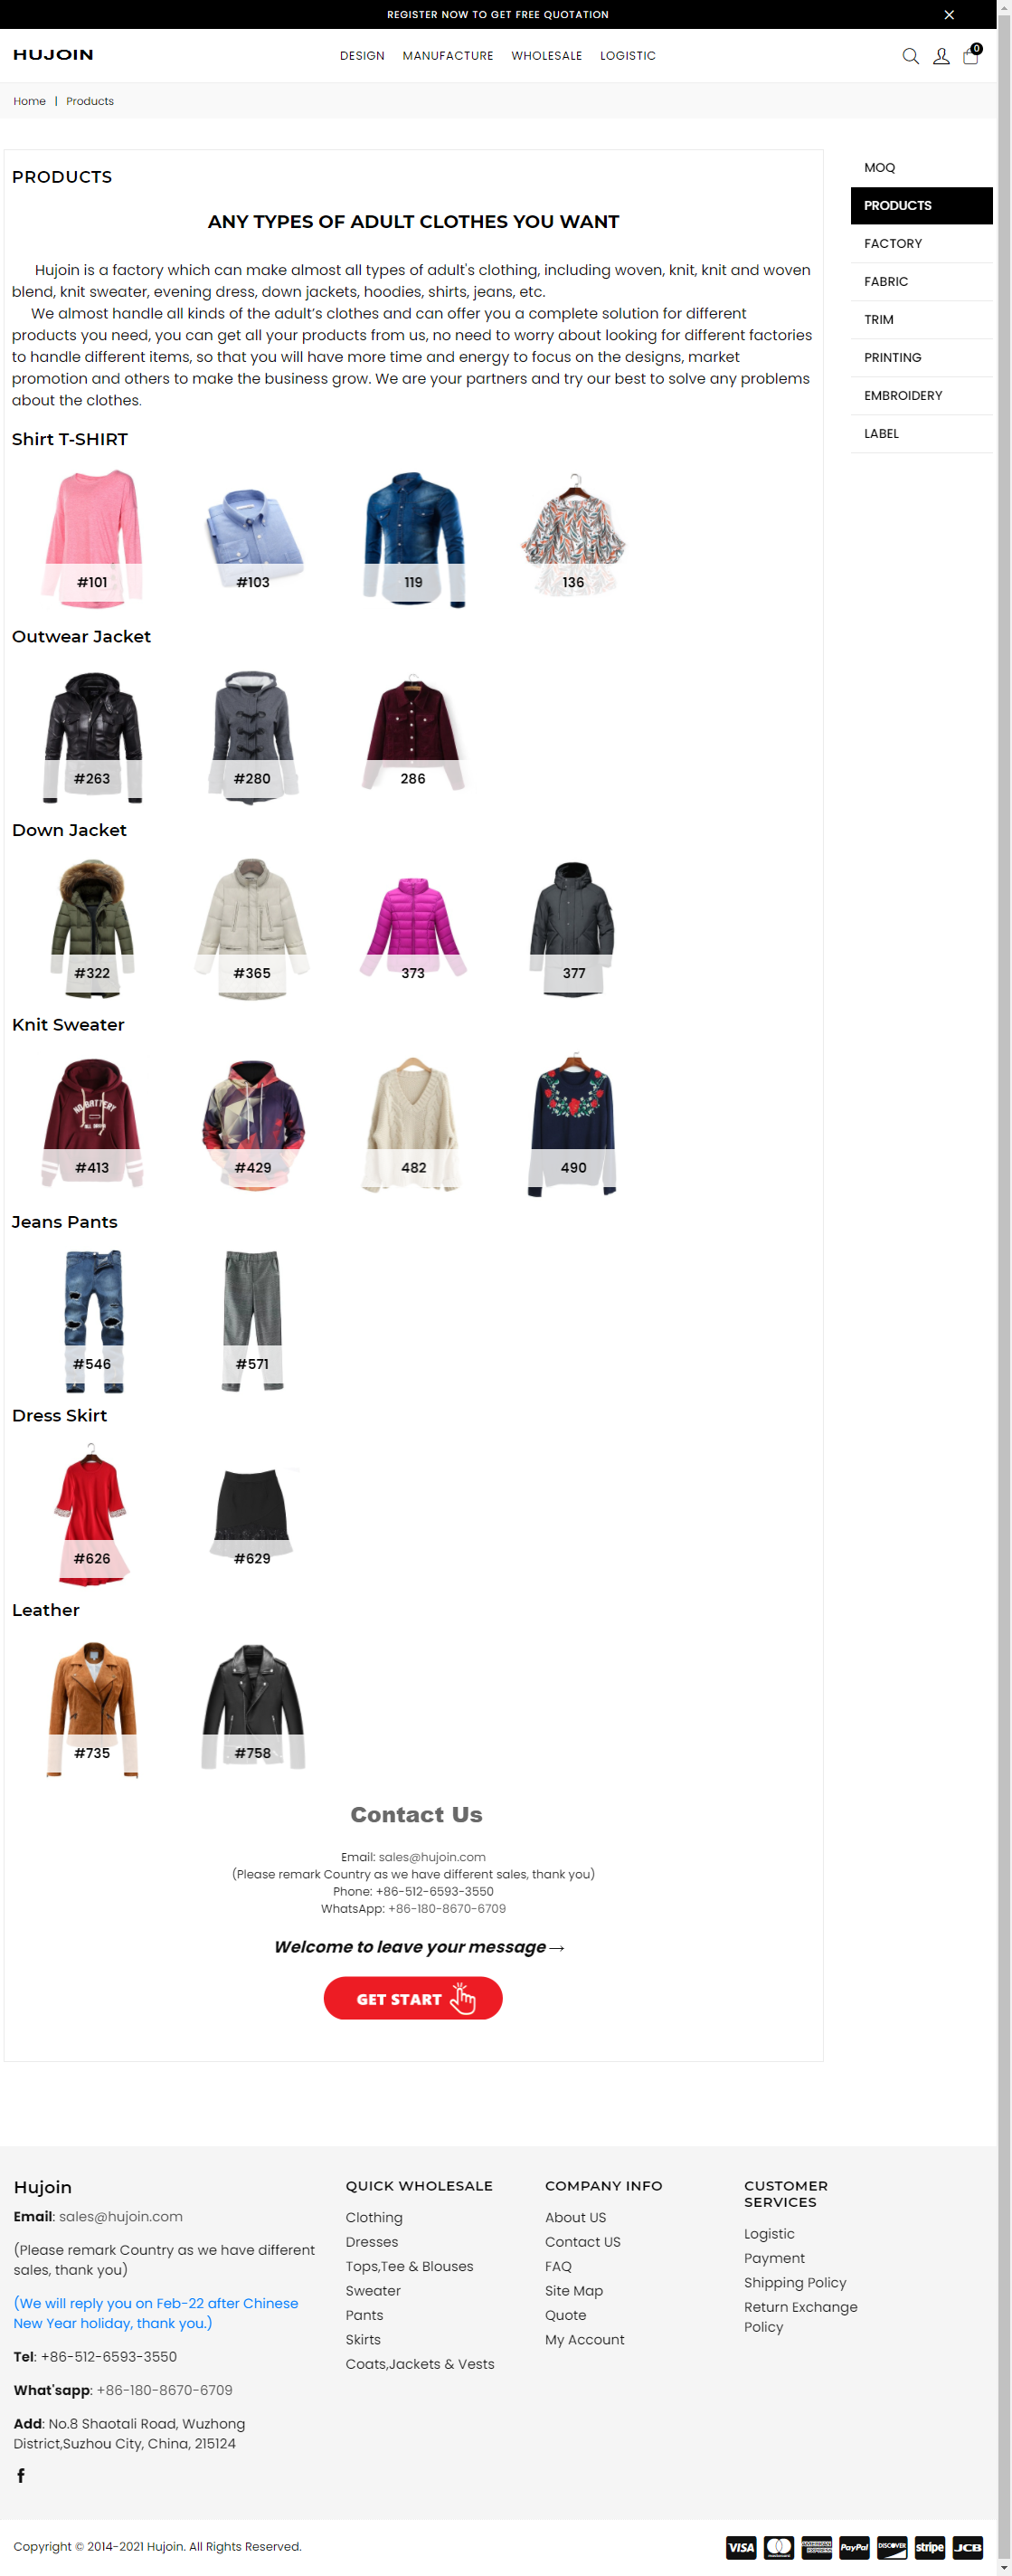 REGISTER NOW TO GET FREE QUOTATION
HUJOIN
DESIGN MANUFACTURE WHOLESALE LOGISTIC
0
Home | Products
PRODUCTS
ANY TYPES OF ADULT CLOTHES YOU WANT
Hujoin is a factory which can make almost all types of adult's clothing, including woven, knit, knit and woven
blend, knit sweater, evening dress, down jackets, hoodies, shirts, jeans, etc.
We almost handle all kinds of the adult’s clothes and can offer you a complete solution for different
products you need, you can get all your products from us, no need to worry about looking for different factories
to handle different items, so that you will have more time and energy to focus on the designs, market
promotion and others to make the business grow. We are your partners and try our best to solve any problems
about the clothes.
MOQ
PRODUCTS
FACTORY
FABRIC
TRIM
PRINTING
EMBROIDERY
LABEL
Shirt T-SHIRT
#101 #103 119 136
Outwear Jacket
#263 #280 286
Down Jacket
#322 #365 373 377
Knit Sweater
NO BATTERY
#413 #429 482 490
Jeans Pants
#546 #571
Dress Skirt
#626 #629
Leather
#735 #758
Contact Us
Email: sales@hujoin.com
(Please remark Country as we have different sales, thank you)
Phone: +86-512-6593-3550
WhatsApp: +86-180-8670-6709
Welcome to leave your message→
GET START
Hujoin
Email: sales@hujoin.com
(Please remark Country as we have different
sales, thank you)
(We will reply you on Feb-22 after Chinese
New Year holiday, thank you.)
Tel: +86-512-6593-3550
What'sapp: +86-180-8670-6709
Add: No.8 Shaotali Road, Wuzhong
District,Suzhou City, China, 215124
QUICK WHOLESALE
Clothing
Dresses
Tops,Tee & Blouses
Sweater
Pants
Skirts
Coats,Jackets & Vests
COMPANY INFO
About US
Contact US
FAQ
Site Map
Quote
My Account
CUSTOMER
SERVICES
Logistic
Payment
Shipping Policy
Return Exchange
Policy
Copyright © 2014-2021 Hujoin. All Rights Reserved.
VISA mastercard AMERICAN EXPRESS PayPal DISCOVER stripe JCB